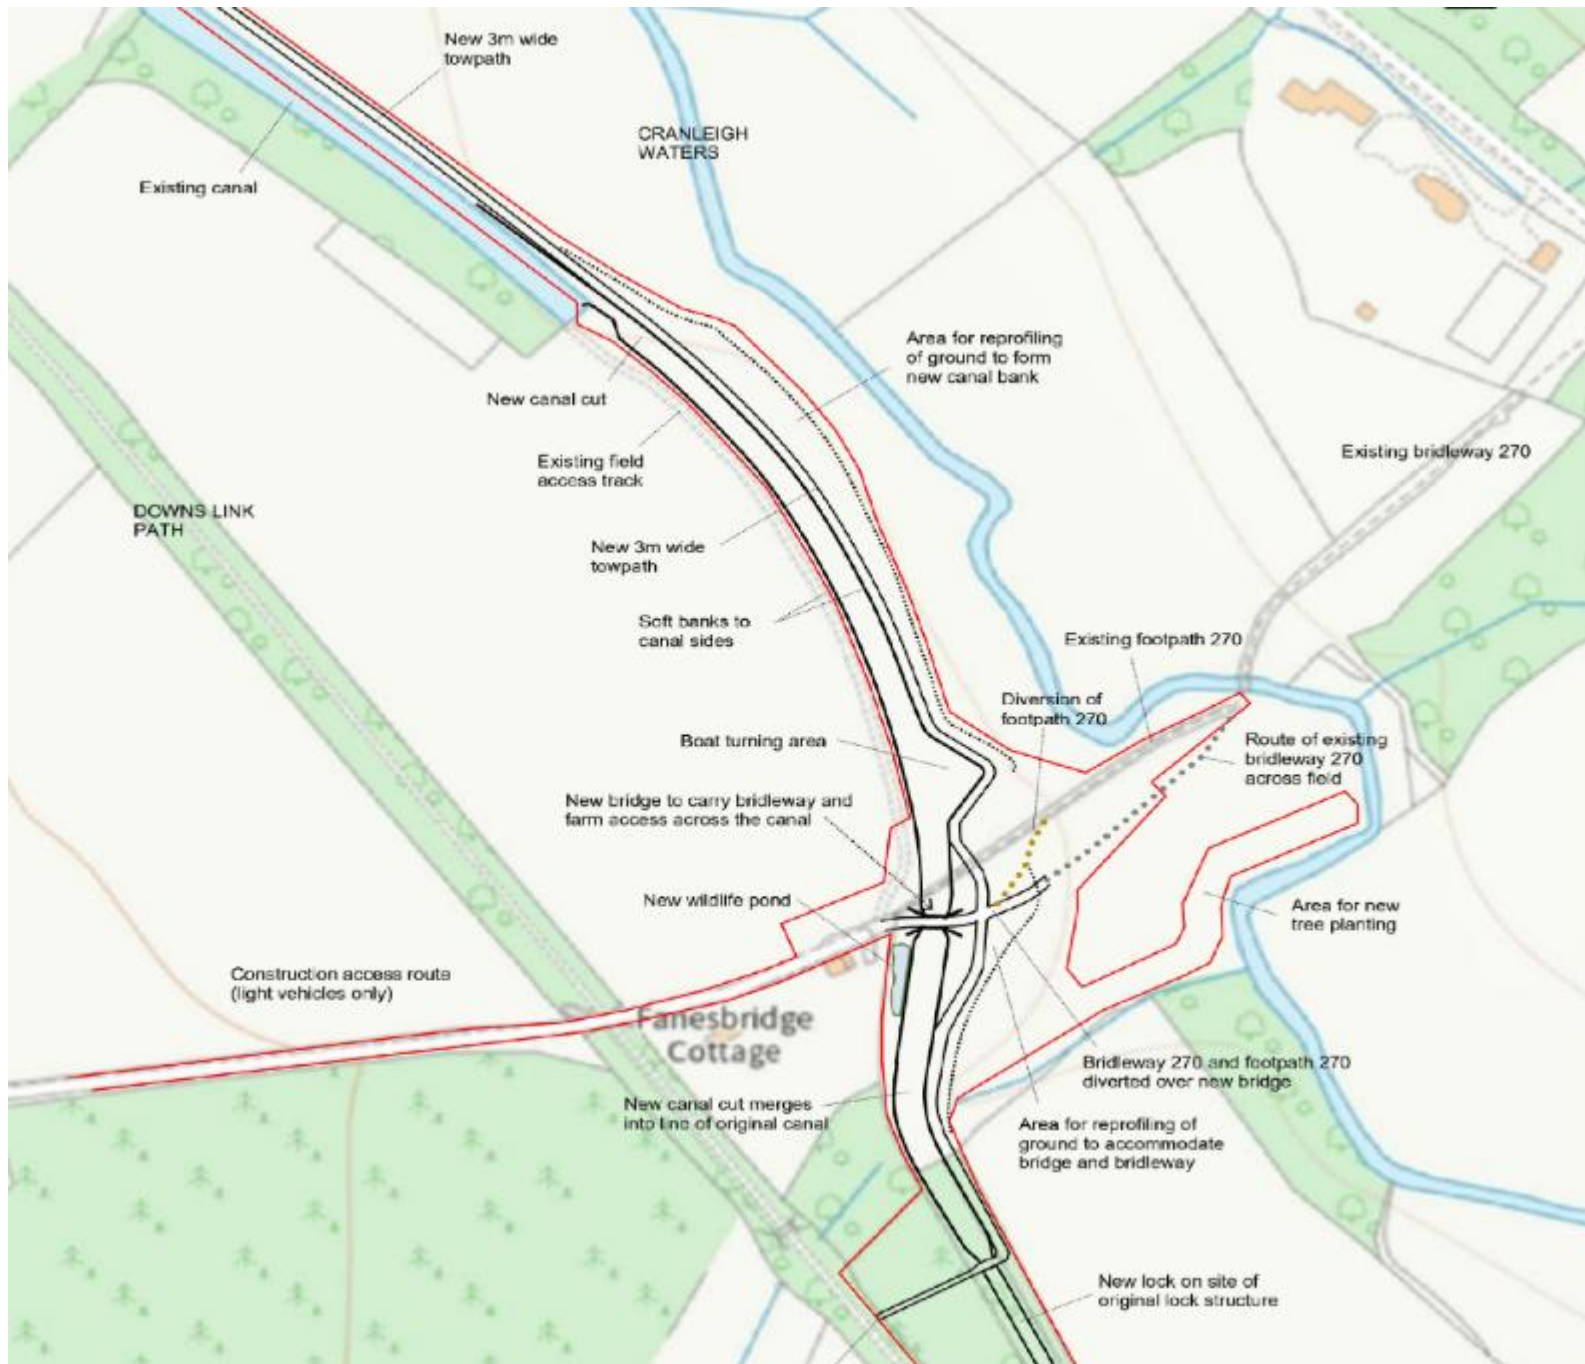 New 3m wide
towpath
CRANLEIGH
WATERS
Existing canal
Area for reprofiling
of ground to form
new canal bank
New canal cut
Existing bridleway 270
Existing field
access track
DOWNS LINK
PATH
New 3m wide
towpath
Soft banks to
canal sides
Existing footpath 270
Diversion of
footpath 270
Boat turning area
Route of existing
bridleway 270
across field
New bridge to carry bridleway and
farm access across the canal
New wildlife pond
Area for new
tree planting
Construction access route
(light vehicles only)
Fanesbridge
Cottage
Bridleway 270 and footpath 270
diverted over new bridge
New canal cut merges
into line of original canal
Area for reprofiling of
ground to accommodate
bridge and bridleway
New lock on site of
original lock structure